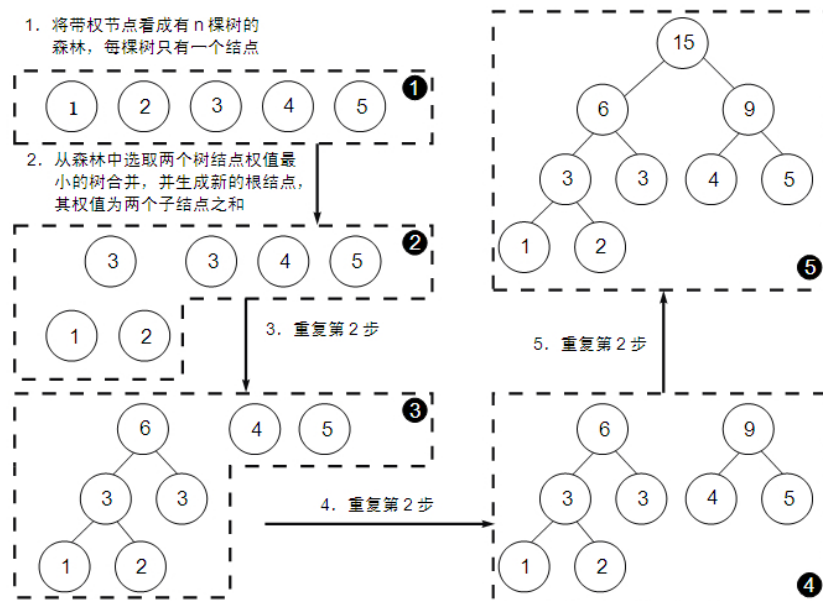 1. 将带权节点看成有 n 棵树的
森林，每棵树只有一个结点
❶
1 2 3 4 5
2. 从森林中选取两个树结点权值最
小的树合并，并生成新的根结点，
其权值为两个子结点之和
❷
3 3 4 5
1 2
3. 重复第 2 步
❸
6 4 5
3 3
1 2
4. 重复第 2 步
6 9
3 3 4 5
1 2
❹
5. 重复第 2 步
15
6 9
3 3 4 5
1 2
❺